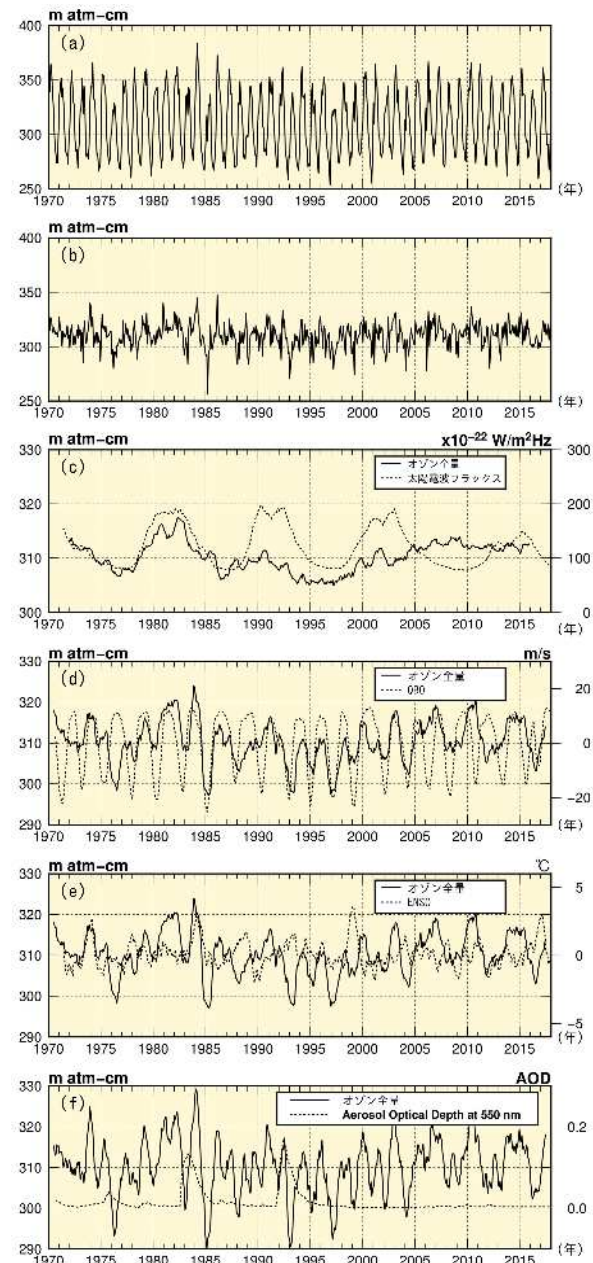 m atm-cm
400
(a)
350
300
250
1970 1975 1980 1985 1990 1995 2000 2005 2010 2015 (年)
m atm-cm
400
(b)
350
300
250
1970 1975 1980 1985 1990 1995 2000 2005 2010 2015 (年)
m atm-cm x10⁻²² W/m²Hz
330 300
(c)
オゾン全量
太陽電波フラックス
320 200
310 100
300 0
1970 1975 1980 1985 1990 1995 2000 2005 2010 2015 (年)
m atm-cm m/s
330
(d)
オゾン全量
QBO
320 20
310 0
300 -20
290
1970 1975 1980 1985 1990 1995 2000 2005 2010 2015 (年)
m atm-cm ℃
330
(e)
オゾン全量
ENSO
5
320
310 0
300
-5
290
1970 1975 1980 1985 1990 1995 2000 2005 2010 2015 (年)
m atm-cm AOD
330
(f)
オゾン全量
Aerosol Optical Depth at 550 nm
320 0.2
310
300 0.0
290
1970 1975 1980 1985 1990 1995 2000 2005 2010 2015 (年)